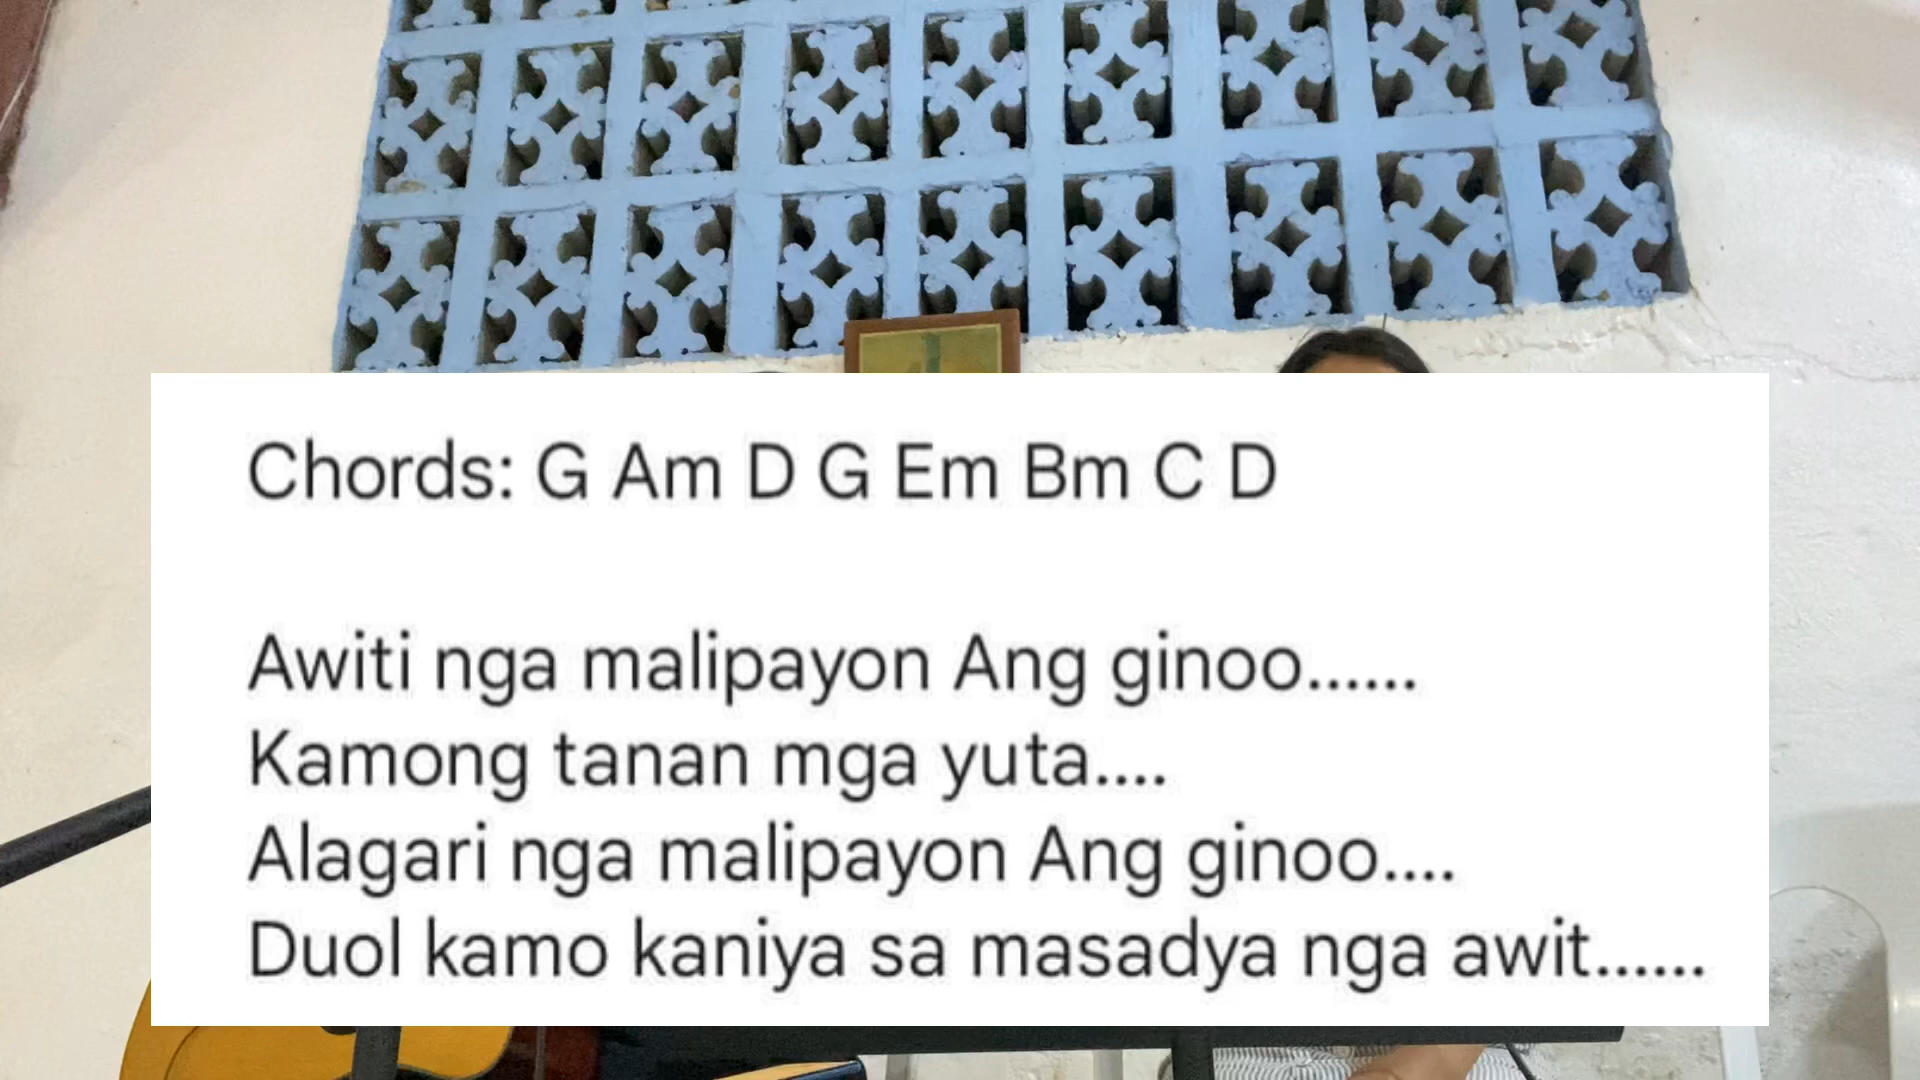 Chords: G Am D G Em Bm C D
Awiti nga malipayon Ang ginoo......
Kamong tanan mga yuta....
Alagari nga malipayon Ang ginoo....
Duol kamo kaniya sa masadya nga awit......